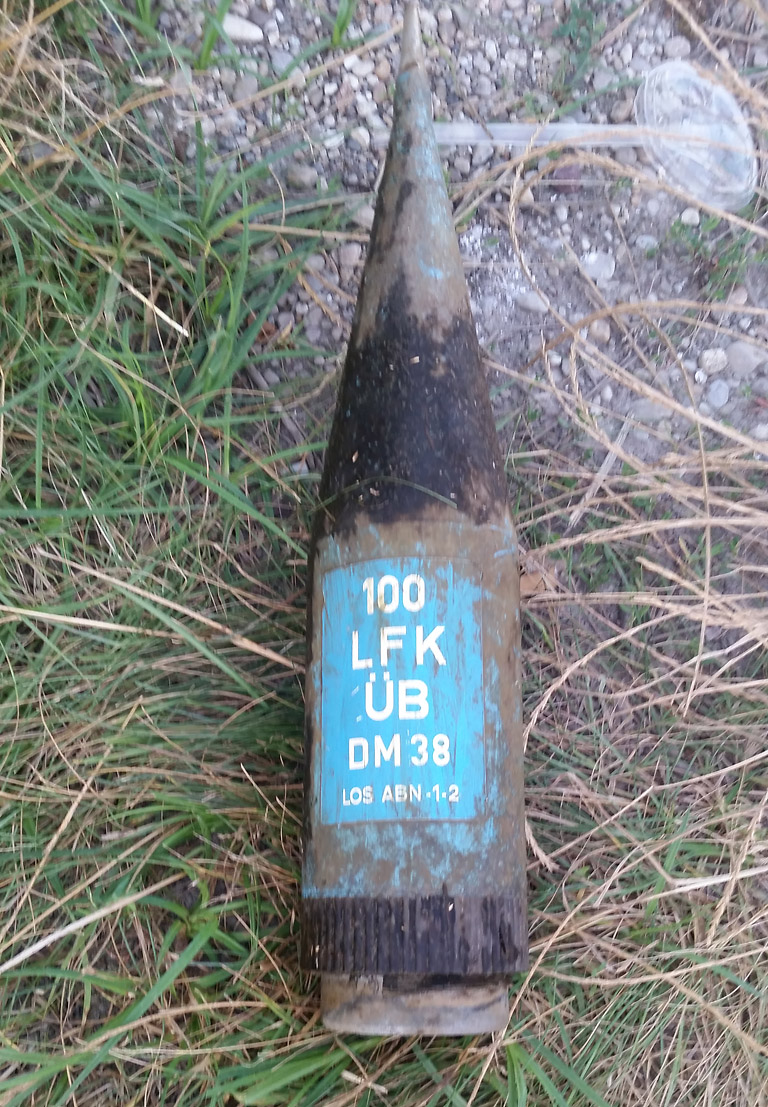 100
LFK
ÜB
DM 38
LOS ABN-1-2